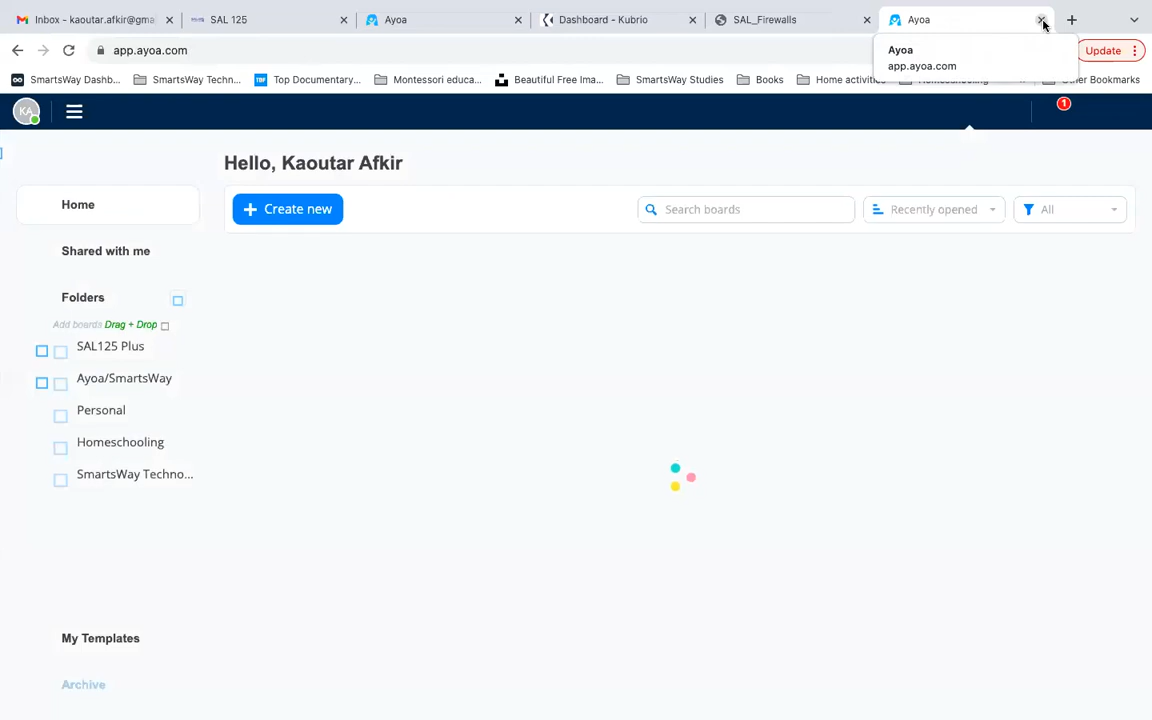 Inbox - kaoutar.afkir@gma
SAL 125
Ayoa
Dashboard - Kubrio
SAL_Firewalls
Ayoa
app.ayoa.com
Ayoa
app.ayoa.com
Update
SmartsWay Dashb...
SmartsWay Techn...
Top Documentary...
Montessori educa...
Beautiful Free Ima...
SmartsWay Studies
Books
Home activities
Other Bookmarks
KA
1
Hello, Kaoutar Afkir
Home
Create new
Search boards
Recently opened
All
Shared with me
Folders
Add boards Drag + Drop
SAL125 Plus
Ayoa/SmartsWay
Personal
Homeschooling
SmartsWay Techno...
My Templates
Archive